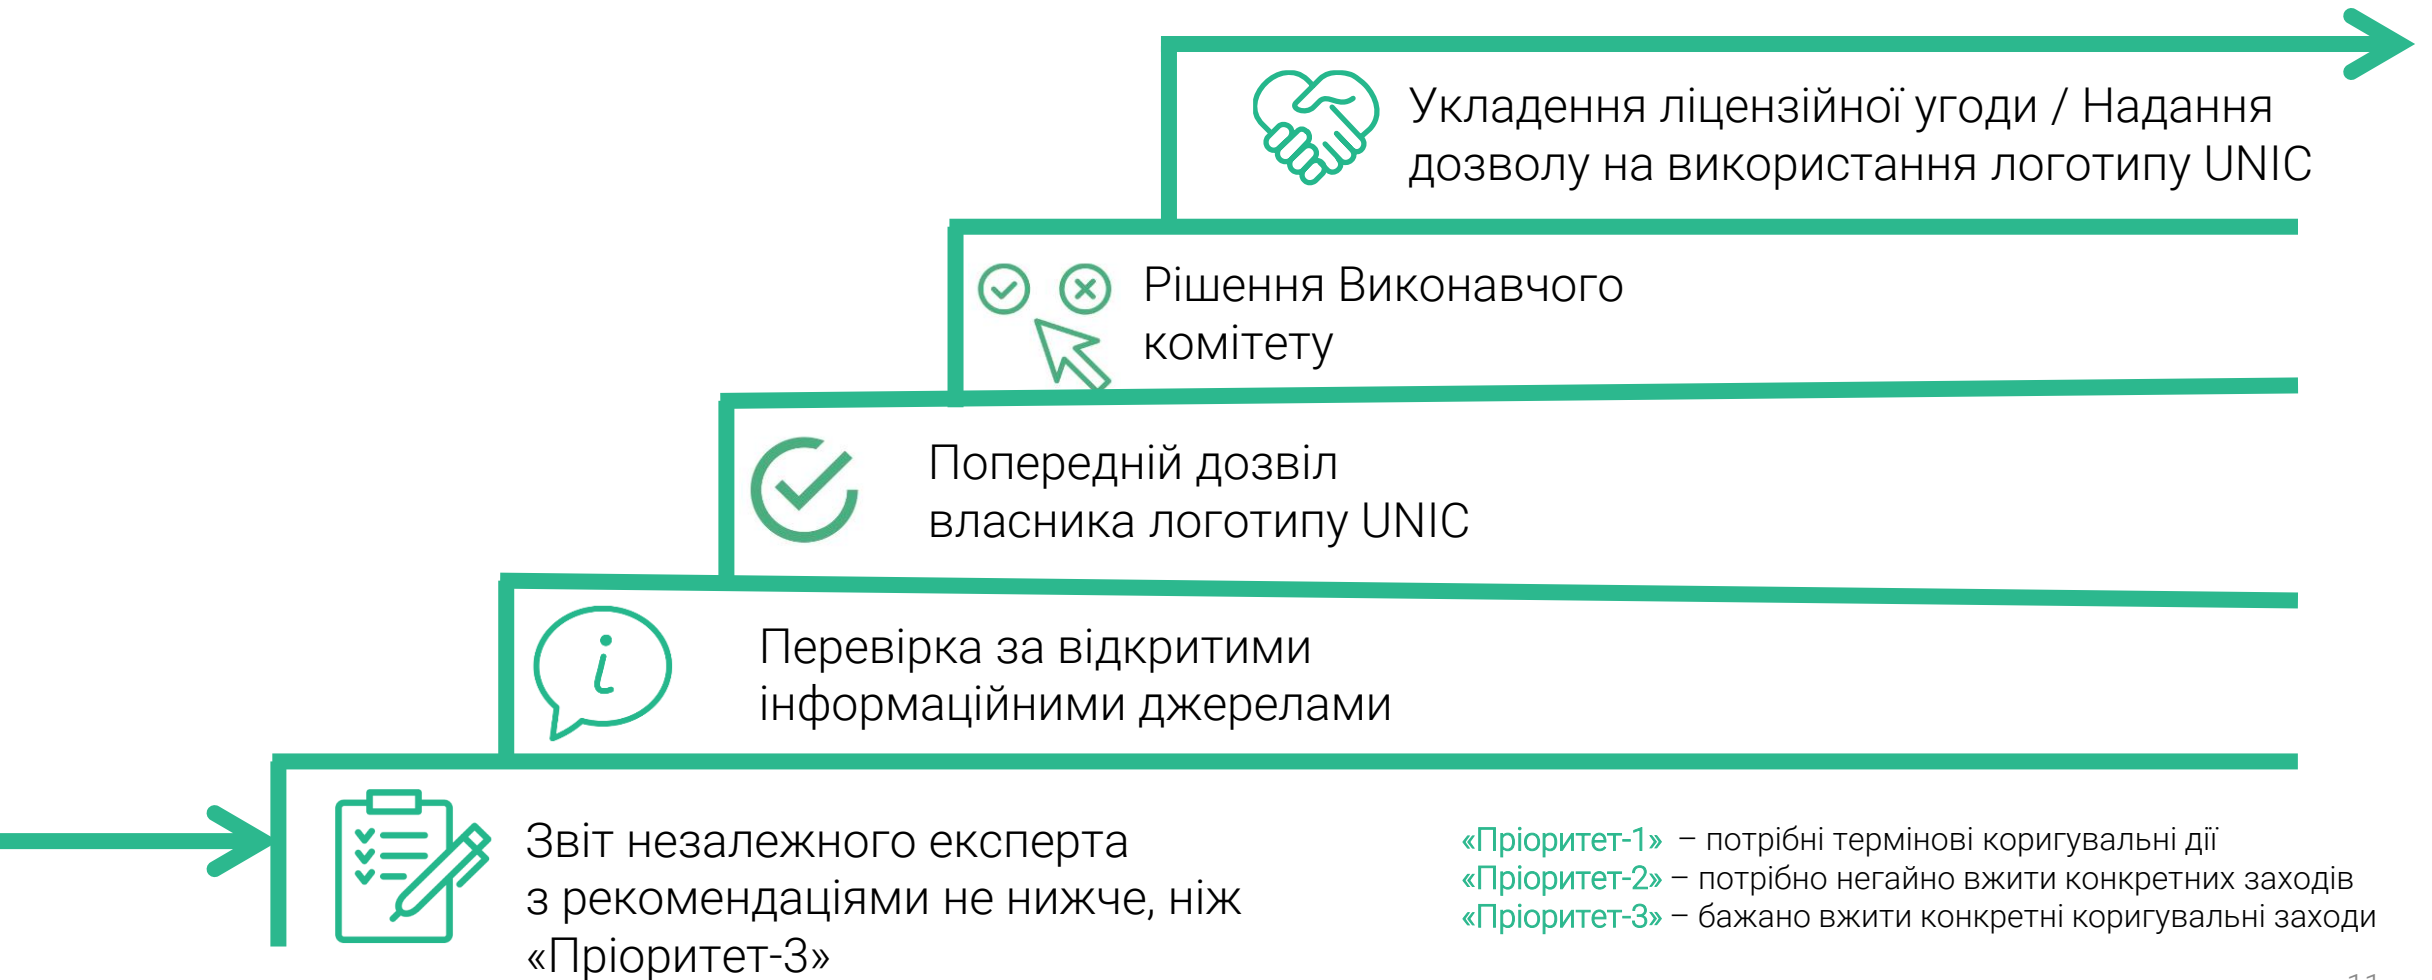 Укладення ліцензійної угоди / Надання
дозволу на використання логотипу UNIC
Рішення Виконавчого
комітету
Попередній дозвіл
власника логотипу UNIC
Перевірка за відкритими
інформаційними джерелами
Звіт незалежного експерта
з рекомендаціями не нижче, ніж
«Пріоритет-3»
«Пріоритет-1» – потрібні термінові коригувальні дії
«Пріоритет-2» – потрібно негайно вжити конкретних заходів
«Пріоритет-3» – бажано вжити конкретні коригувальні заходи